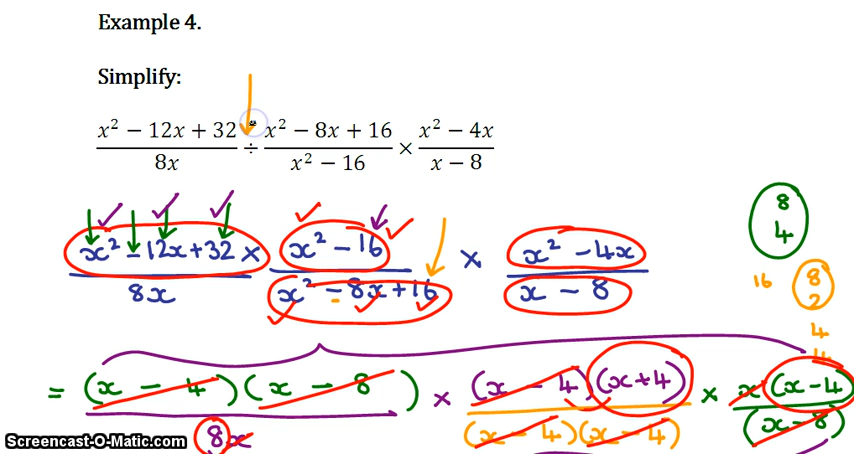 Example 4.
Simplify:
x² − 12x + 32 / 8x ÷ x² − 8x + 16 / x² − 16 × x² − 4x / x − 8
8
4
x² − 12x + 32 / 8x × x² − 16 / x² − 8x + 16 × x² − 4x / x − 8
16 8
2
4
4
= (x − 4)(x − 8) / 8x × (x − 4)(x + 4) / (x − 4)(x − 4) × x(x − 4) / (x − 8)
Screencast-O-Matic.com